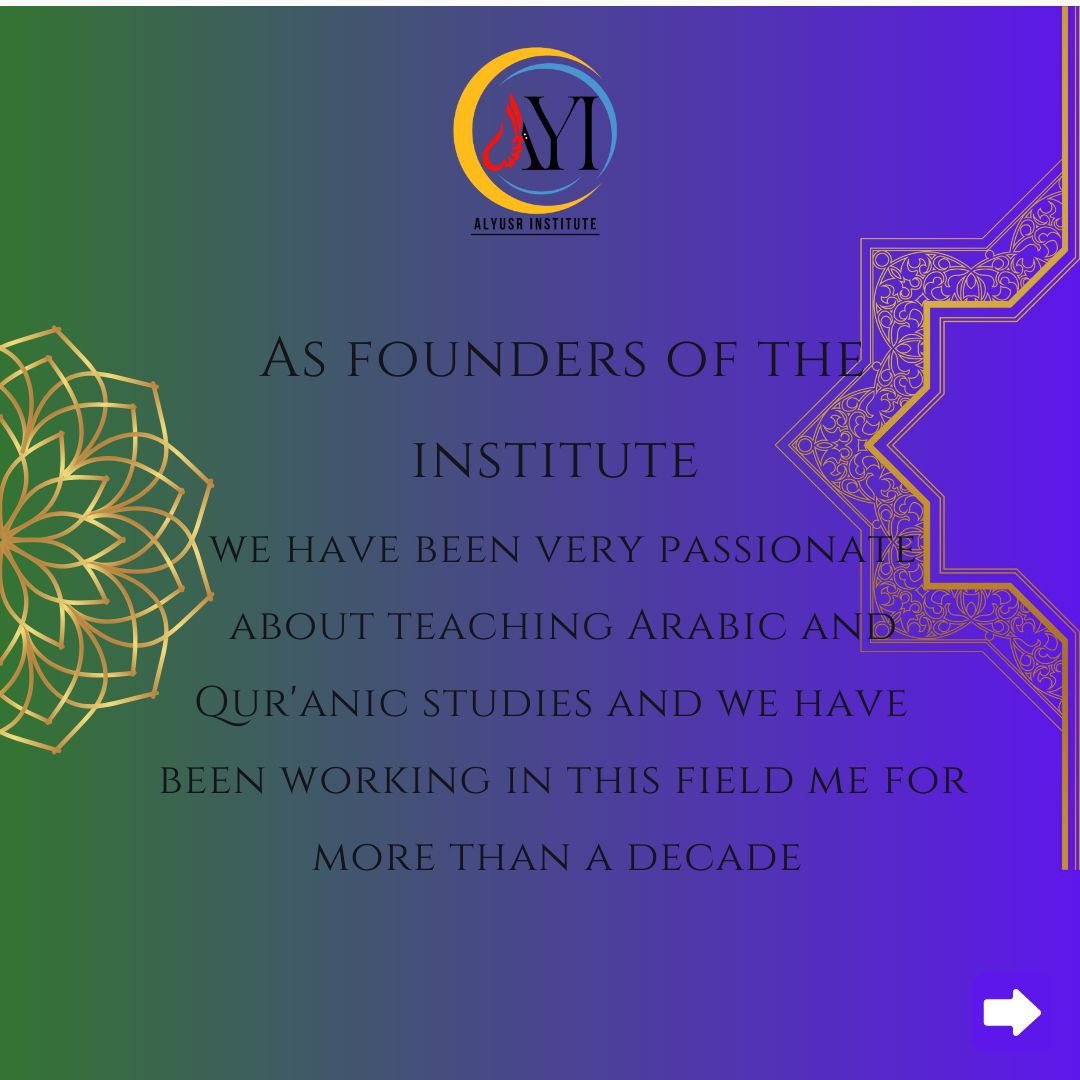 AYI
ALYUSR INSTITUTE
As founders of the
institute
we have been very passionate
about teaching Arabic and
Qur'anic studies and we have
been working in this field me for
more than a decade